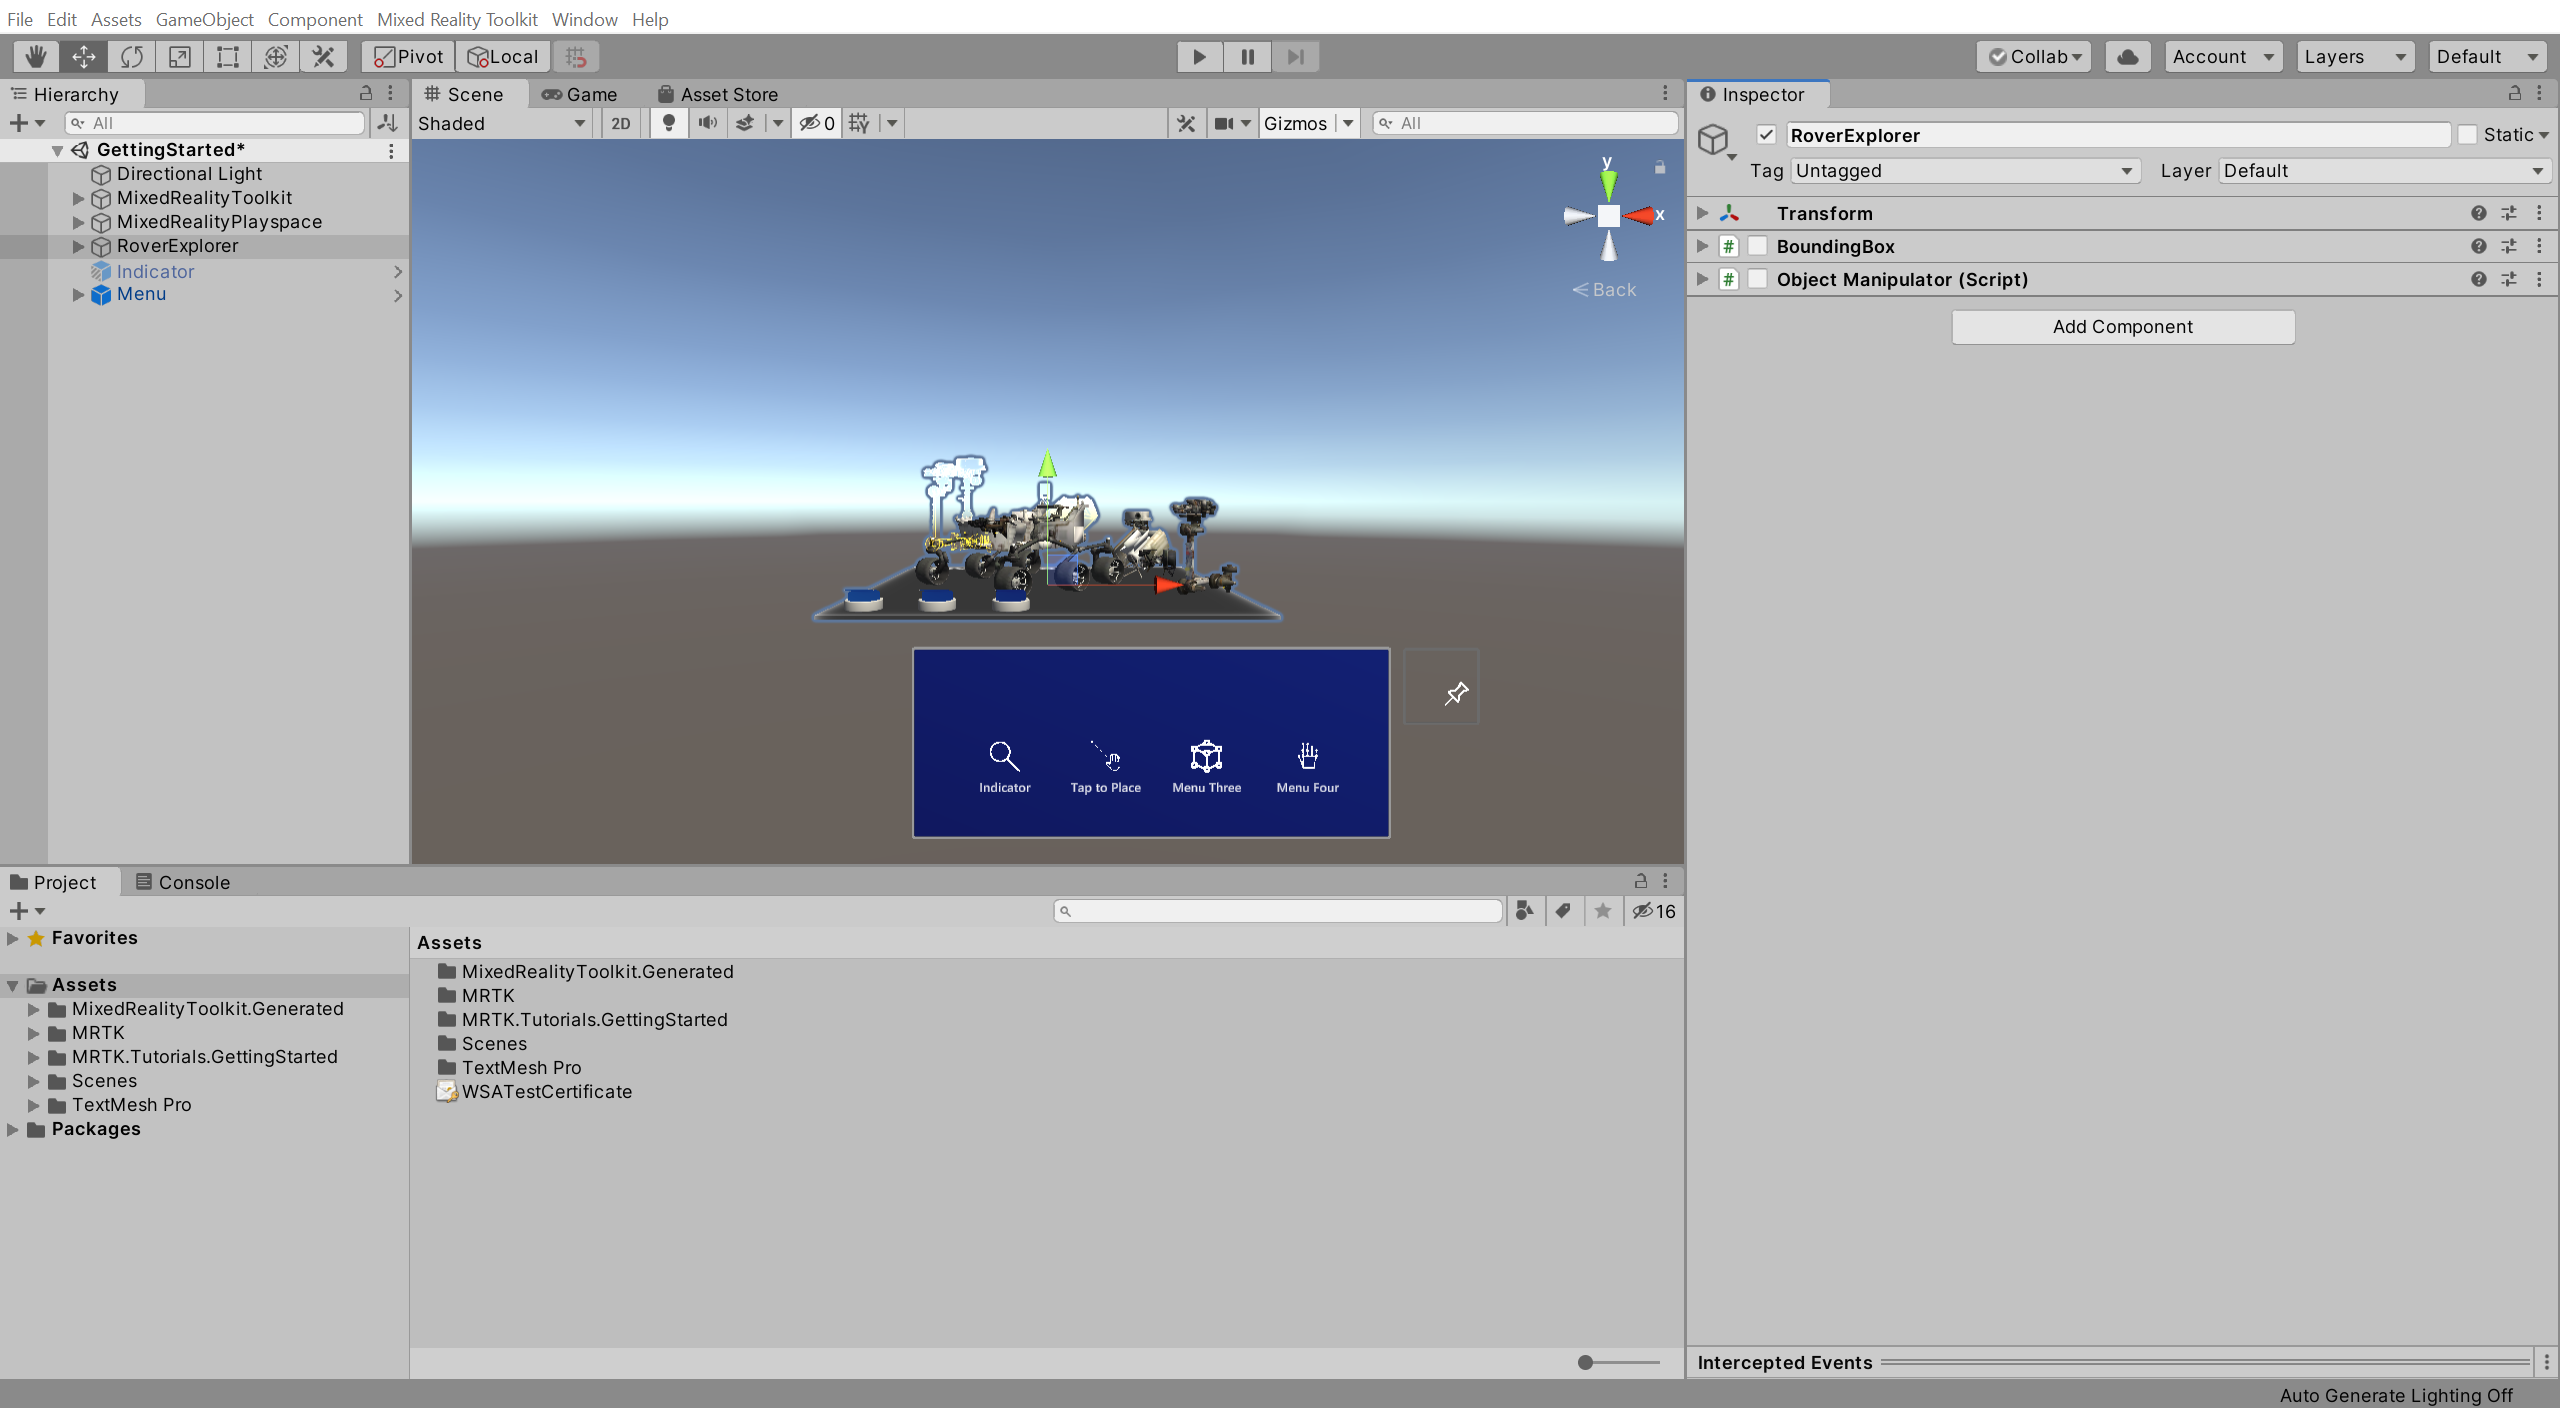 File Edit Assets GameObject Component Mixed Reality Toolkit Window Help
Pivot Local Collab Account Layers Default
Hierarchy
All
GettingStarted*
Directional Light
MixedRealityToolkit
MixedRealityPlayspace
RoverExplorer
Indicator
Menu
Scene Game Asset Store
Shaded 2D 0 Gizmos All
y
x
Back
Indicator Tap to Place Menu Three Menu Four
Inspector
RoverExplorer Static
Tag Untagged Layer Default
Transform
# BoundingBox
# Object Manipulator (Script)
Add Component
Project Console
16
Favorites
Assets
MixedRealityToolkit.Generated
MRTK
MRTK.Tutorials.GettingStarted
Scenes
TextMesh Pro
Packages
Assets
MixedRealityToolkit.Generated
MRTK
MRTK.Tutorials.GettingStarted
Scenes
TextMesh Pro
WSATestCertificate
Intercepted Events
Auto Generate Lighting Off